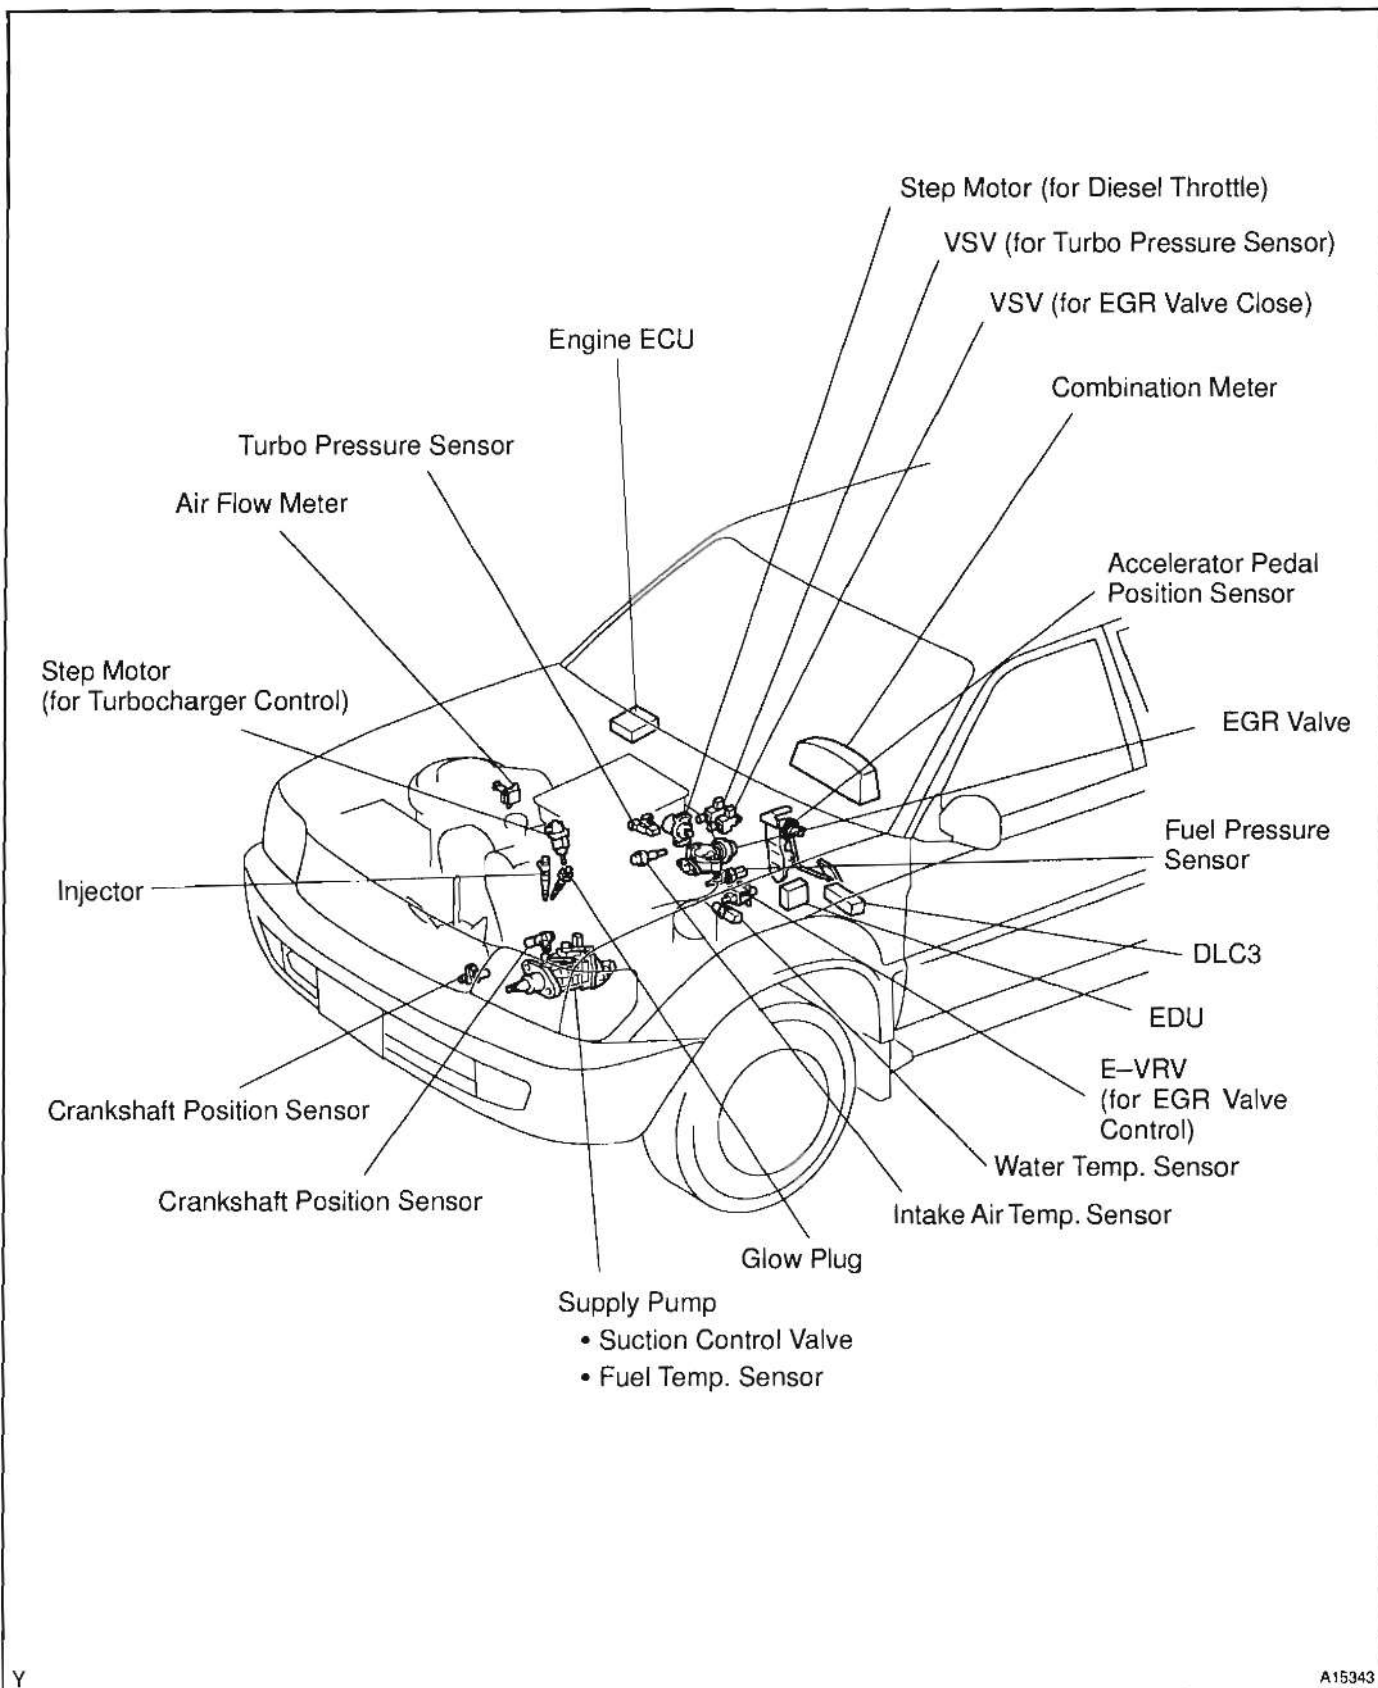 Step Motor (for Diesel Throttle)
VSV (for Turbo Pressure Sensor)
VSV (for EGR Valve Close)
Engine ECU
Combination Meter
Turbo Pressure Sensor
Air Flow Meter
Accelerator Pedal
Position Sensor
Step Motor
(for Turbocharger Control)
EGR Valve
Fuel Pressure
Sensor
Injector
DLC3
EDU
E–VRV
(for EGR Valve
Control)
Crankshaft Position Sensor
Water Temp. Sensor
Crankshaft Position Sensor
Intake Air Temp. Sensor
Glow Plug
Supply Pump
• Suction Control Valve
• Fuel Temp. Sensor
Y
A15343